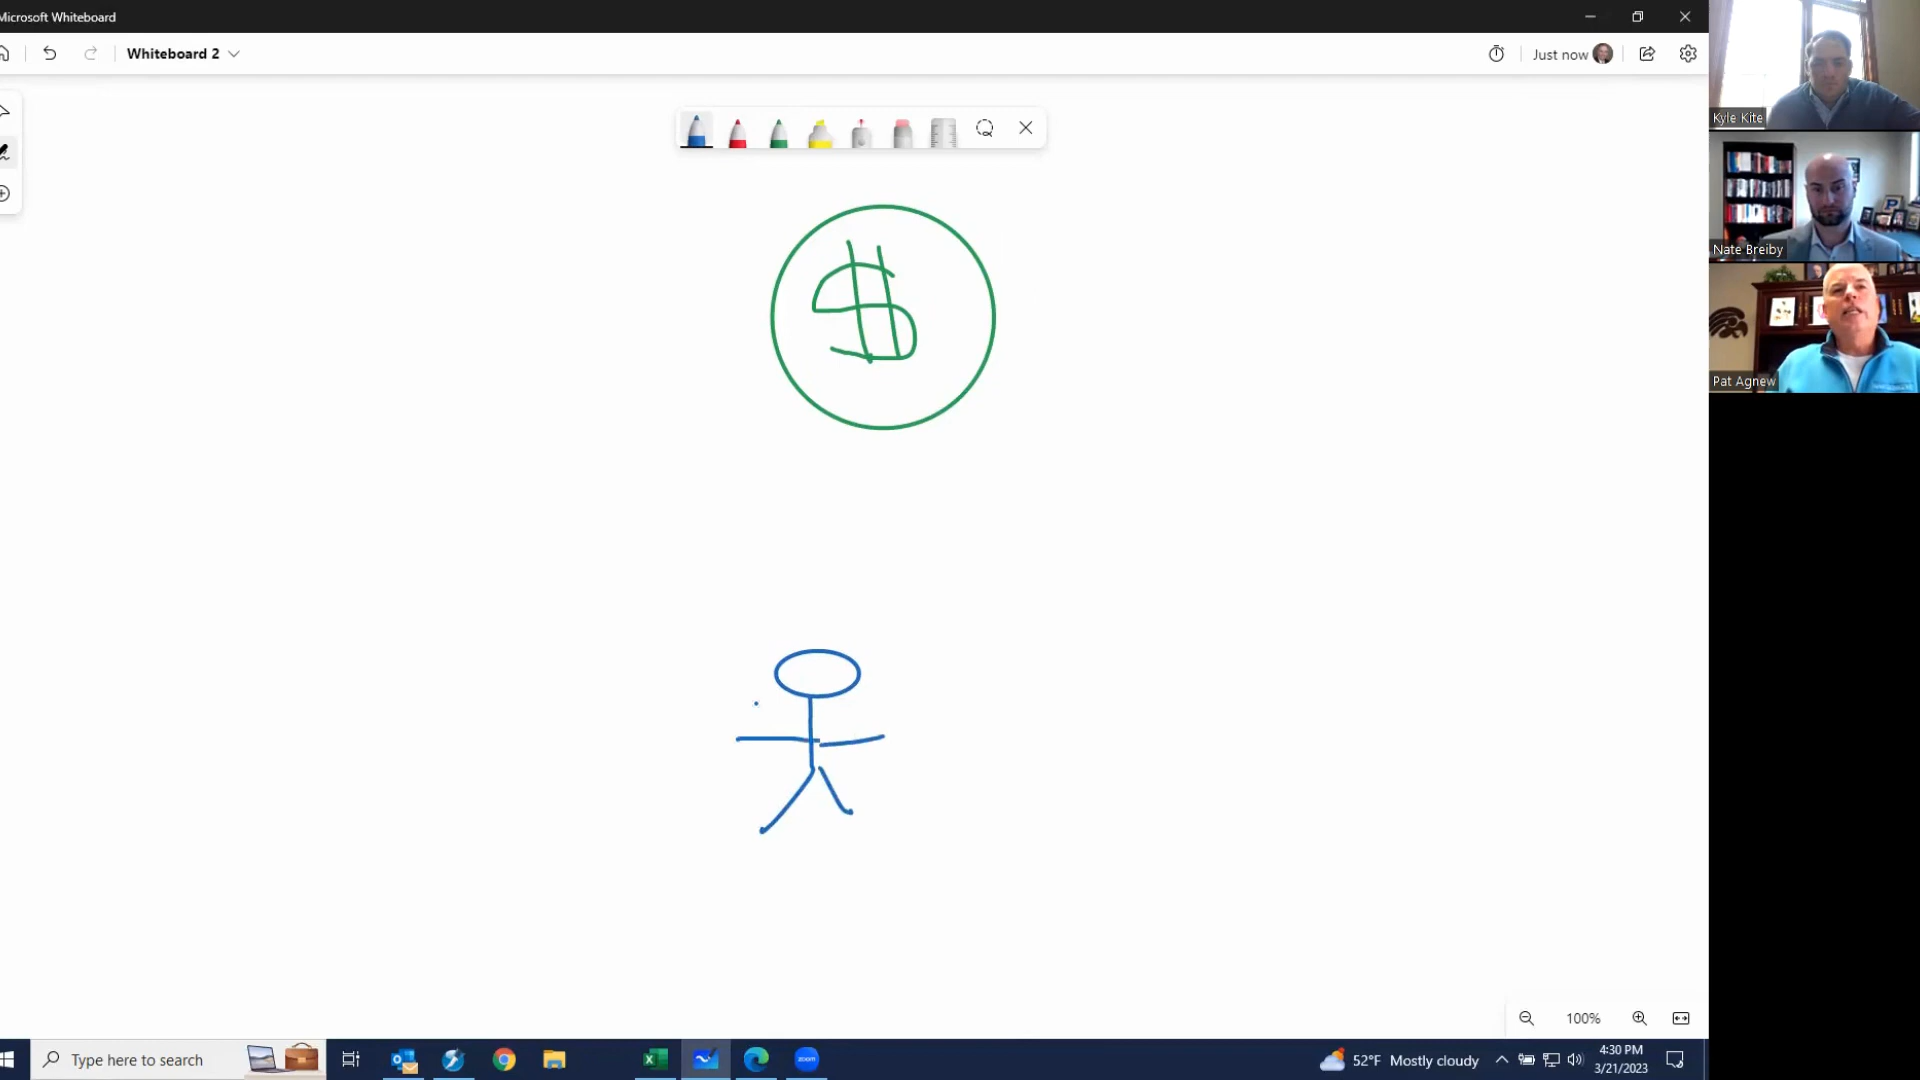 Microsoft Whiteboard
Whiteboard 2
Just now
$
Kyle Kite
Nate Breiby
Pat Agnew
100%
Type here to search
zoom
52°F Mostly cloudy
4:30 PM
3/21/2023